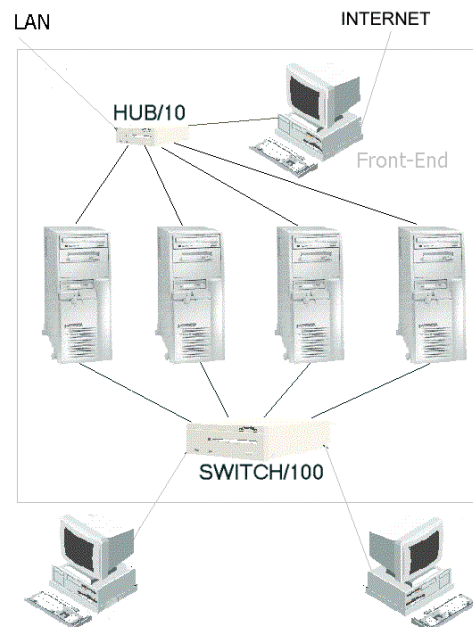 LAN
INTERNET
HUB/10
Front-End
SWITCH/100